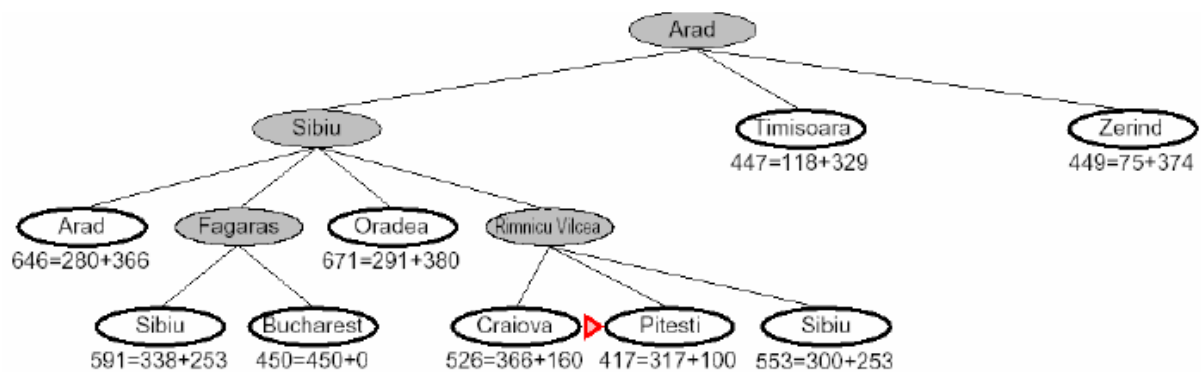 Arad
Sibiu
Timisoara
Zerind
447=118+329
449=75+374
Arad
Fagaras
Oradea
Rimnicu Vilcea
646=280+366
671=291+380
Sibiu
Bucharest
Craiova
Pitesti
Sibiu
591=338+253
450=450+0
526=366+160
417=317+100
553=300+253